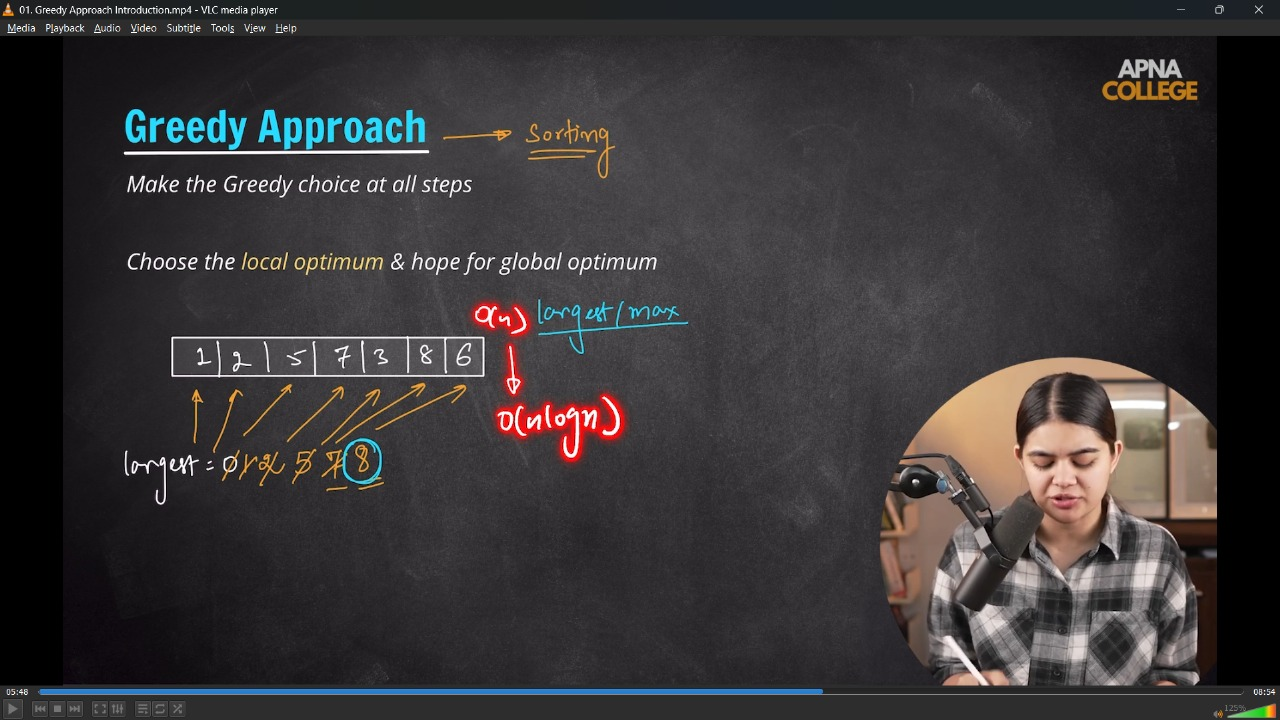 01. Greedy Approach Introduction.mp4 - VLC media player
Media Playback Audio Video Subtitle Tools View Help
APNA
COLLEGE
Greedy Approach → Sorting
Make the Greedy choice at all steps
Choose the local optimum & hope for global optimum
O(n) largest/max
1 2 5 7 3 8 6
O(nlogn)
largest = 0 1 2 5 7 8
05:48 08:54
125%